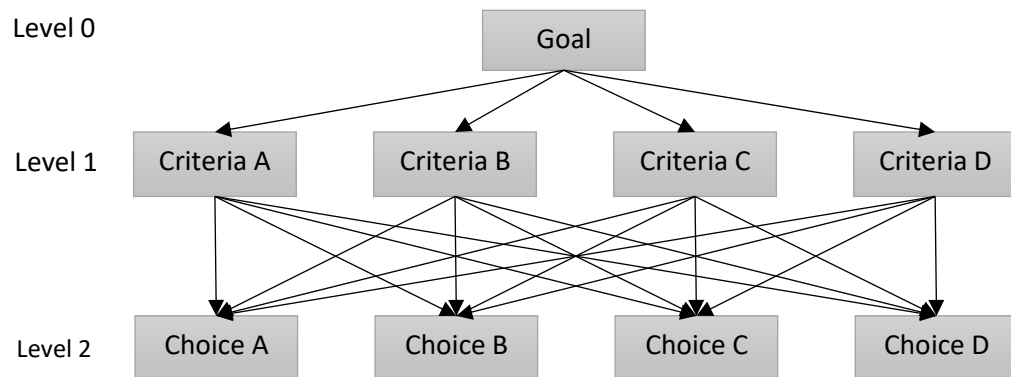 Level 0
Goal
Level 1
Criteria A
Criteria B
Criteria C
Criteria D
Level 2
Choice A
Choice B
Choice C
Choice D